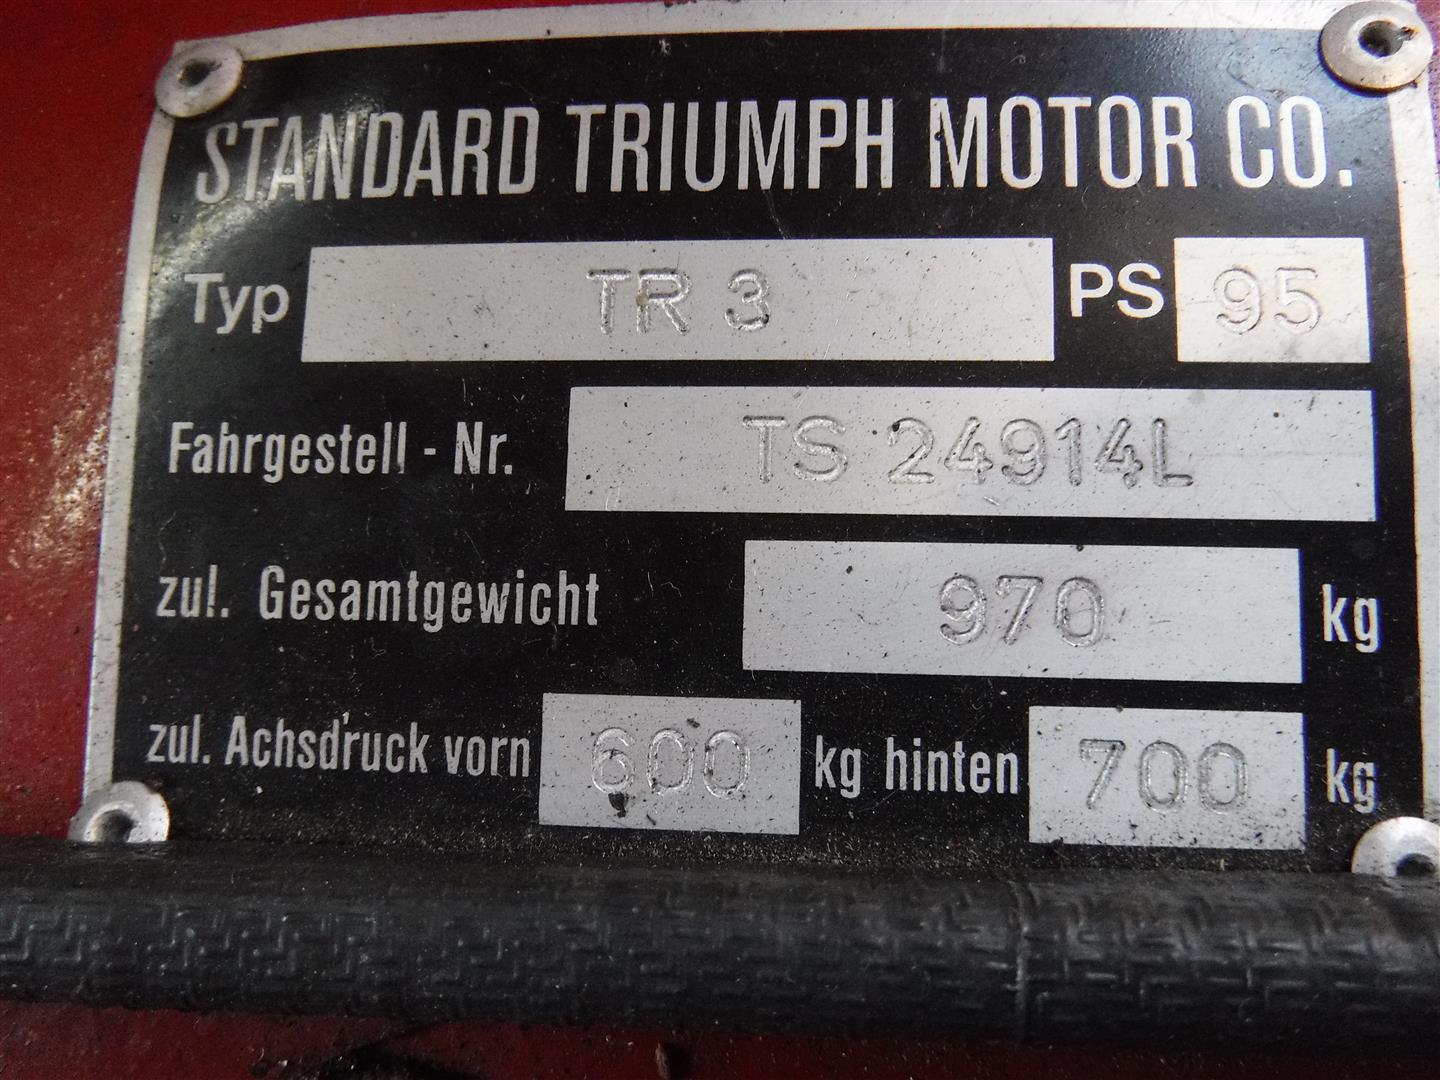 STANDARD TRIUMPH MOTOR CO.
Typ TR 3 PS 95
Fahrgestell - Nr. TS 24914L
zul. Gesamtgewicht 970 kg
zul. Achsdruck vorn 600 kg hinten 700 kg